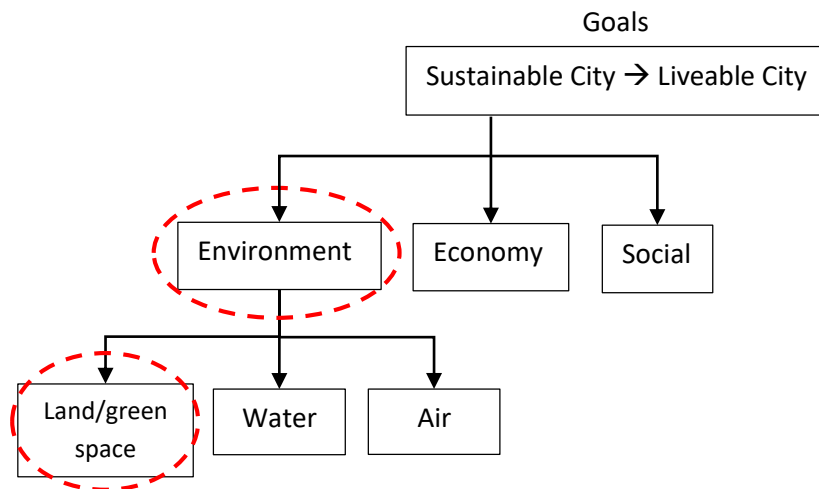 Goals
Sustainable City → Liveable City
Environment
Economy
Social
Land/green
space
Water
Air